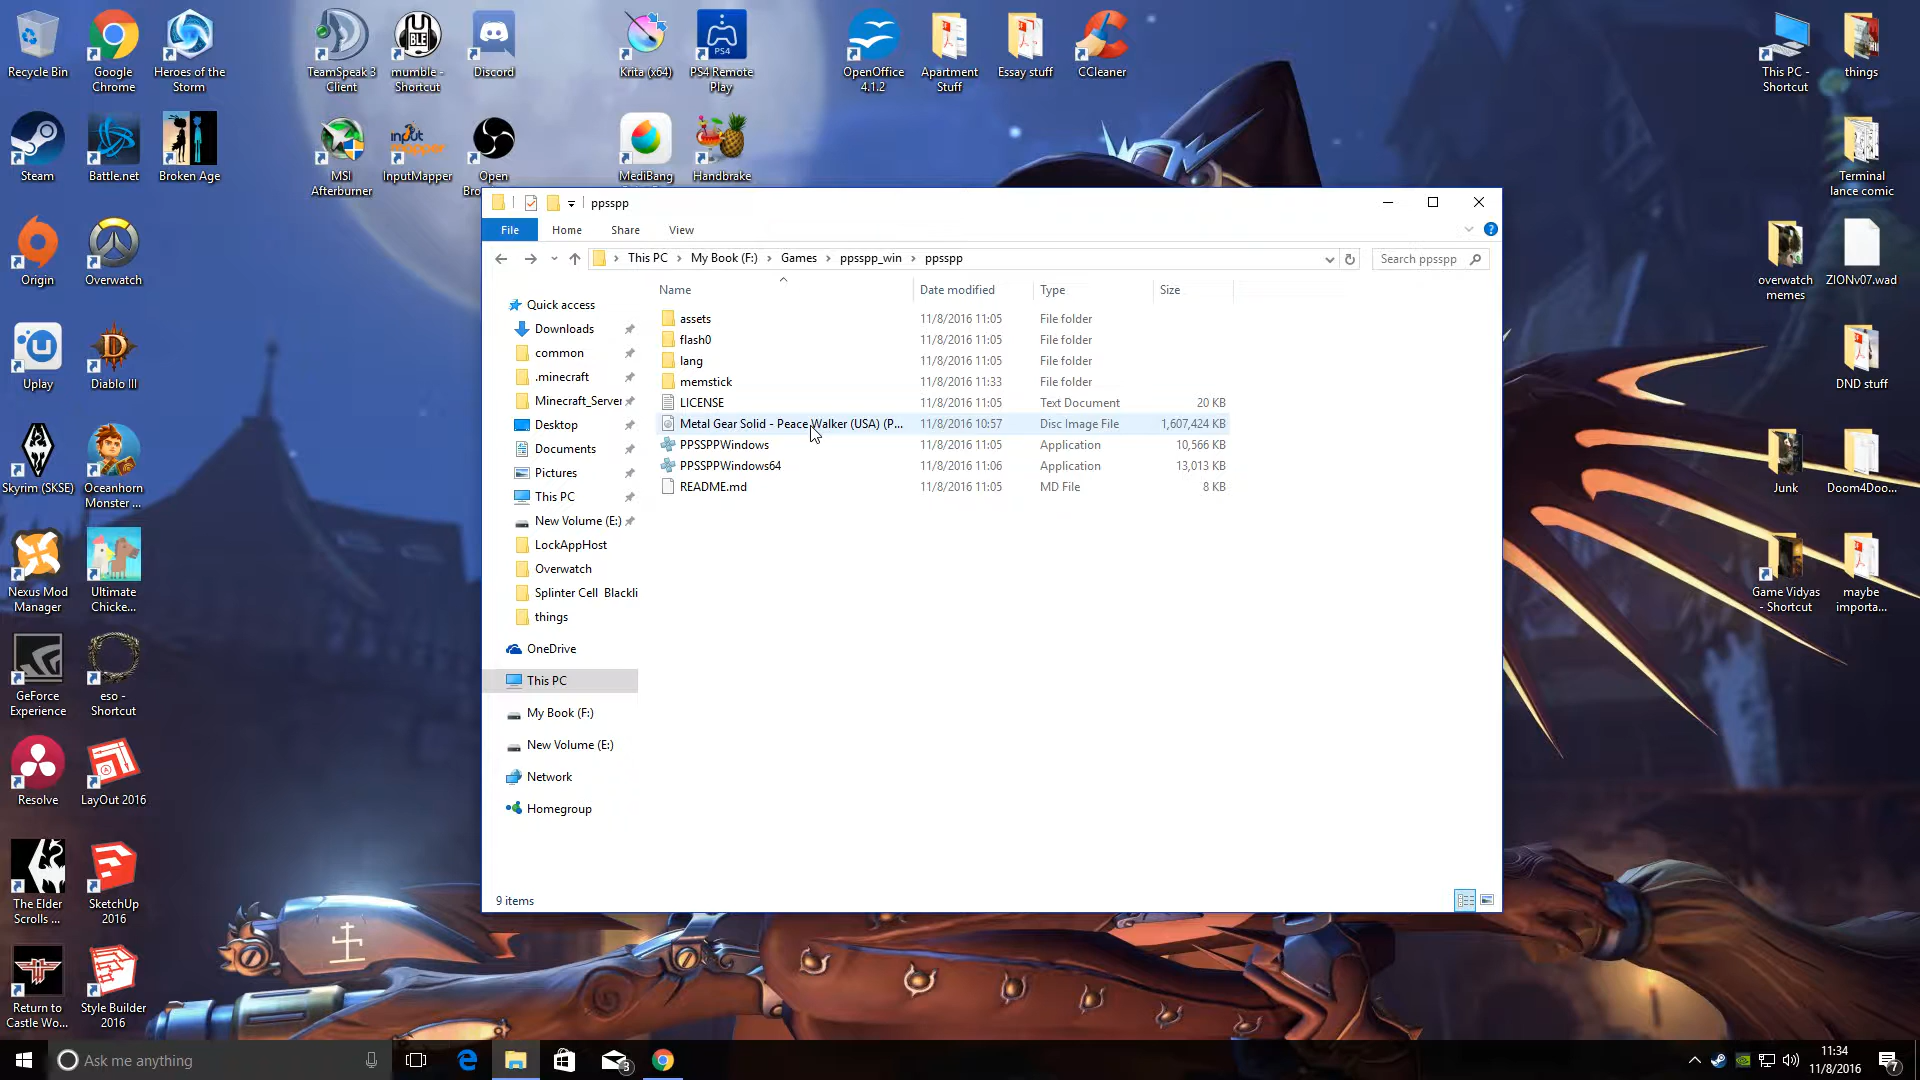 Recycle Bin
Google
Chrome
Heroes of the
Storm
TeamSpeak 3
Client
mumble -
Shortcut
Discord
Krita (x64)
PS4
PS4 Remote
Play
OpenOffice
4.1.2
Apartment
Stuff
Essay stuff
CCleaner
This PC -
Shortcut
things
Steam
Battle.net
Broken Age
MSI
Afterburner
input
mapper
InputMapper
Open
MediBang
Handbrake
Terminal
lance comic
Origin
Overwatch
overwatch
memes
ZIONv07.wad
Uplay
Diablo III
DND stuff
Skyrim (SKSE)
Oceanhorn
Monster ...
Junk
Doom4Doo...
Nexus Mod
Manager
Ultimate
Chicke...
Game Vidyas
- Shortcut
maybe
importa...
GeForce
Experience
eso -
Shortcut
Resolve
LayOut 2016
The Elder
Scrolls ...
SketchUp
2016
Return to
Castle Wo...
Style Builder
2016
ppsspp
File
Home
Share
View
This PC
My Book (F:)
Games
ppsspp_win
ppsspp
Search ppsspp
Name
Date modified
Type
Size
assets 11/8/2016 11:05 File folder
flash0 11/8/2016 11:05 File folder
lang 11/8/2016 11:05 File folder
memstick 11/8/2016 11:33 File folder
LICENSE 11/8/2016 11:05 Text Document 20 KB
Metal Gear Solid - Peace Walker (USA) (P... 11/8/2016 10:57 Disc Image File 1,607,424 KB
PPSSPPWindows 11/8/2016 11:05 Application 10,566 KB
PPSSPPWindows64 11/8/2016 11:06 Application 13,013 KB
README.md 11/8/2016 11:05 MD File 8 KB
Quick access
Downloads
common
.minecraft
Minecraft_Server
Desktop
Documents
Pictures
This PC
New Volume (E:)
LockAppHost
Overwatch
Splinter Cell Blackli
things
OneDrive
This PC
My Book (F:)
New Volume (E:)
Network
Homegroup
9 items
Ask me anything
3
11:34
11/8/2016
7